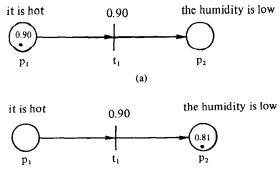 it is hot 0.90 the humidity is low
0.90
p1 t1 p2
(a)
it is hot 0.90 the humidity is low
0.81
p1 t1 p2